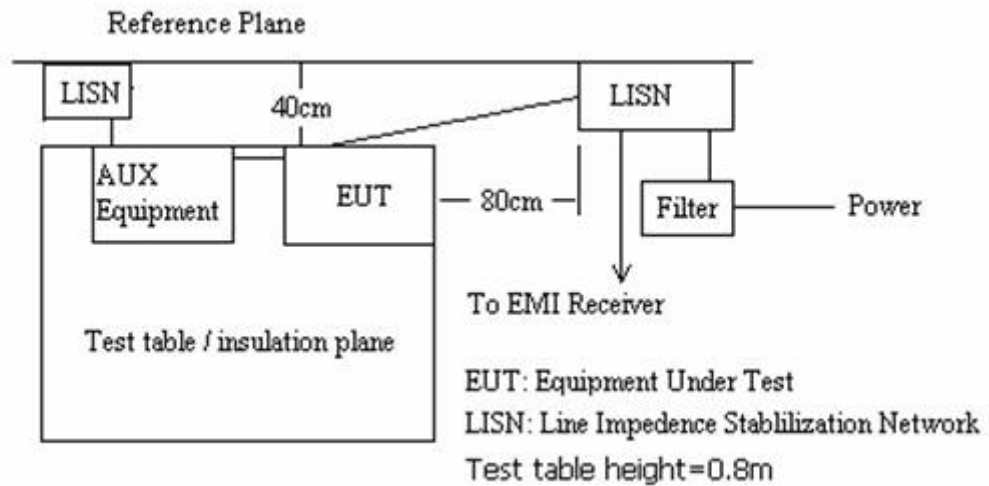 Reference Plane
LISN
40cm
LISN
AUX
Equipment
EUT
80cm
Filter
Power
To EMI Receiver
Test table / insulation plane
EUT: Equipment Under Test
LISN: Line Impedence Stablilization Network
Test table height=0.8m